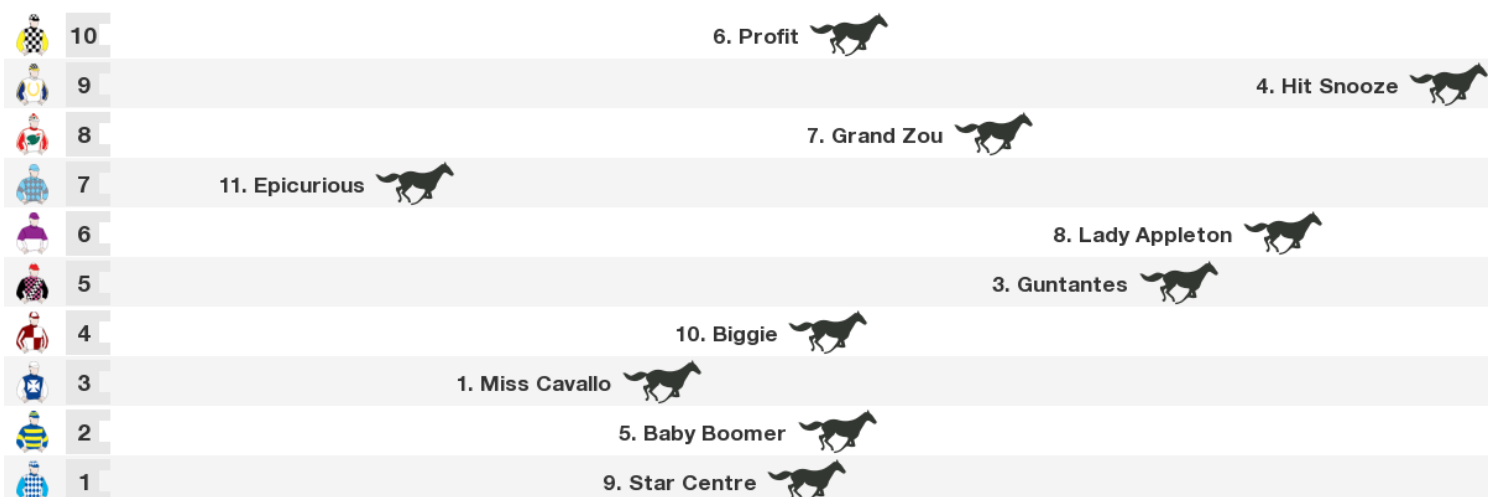 10 6. Profit
9 4. Hit Snooze
8 7. Grand Zou
7 11. Epicurious
6 8. Lady Appleton
5 3. Guntantes
4 10. Biggie
3 1. Miss Cavallo
2 5. Baby Boomer
1 9. Star Centre